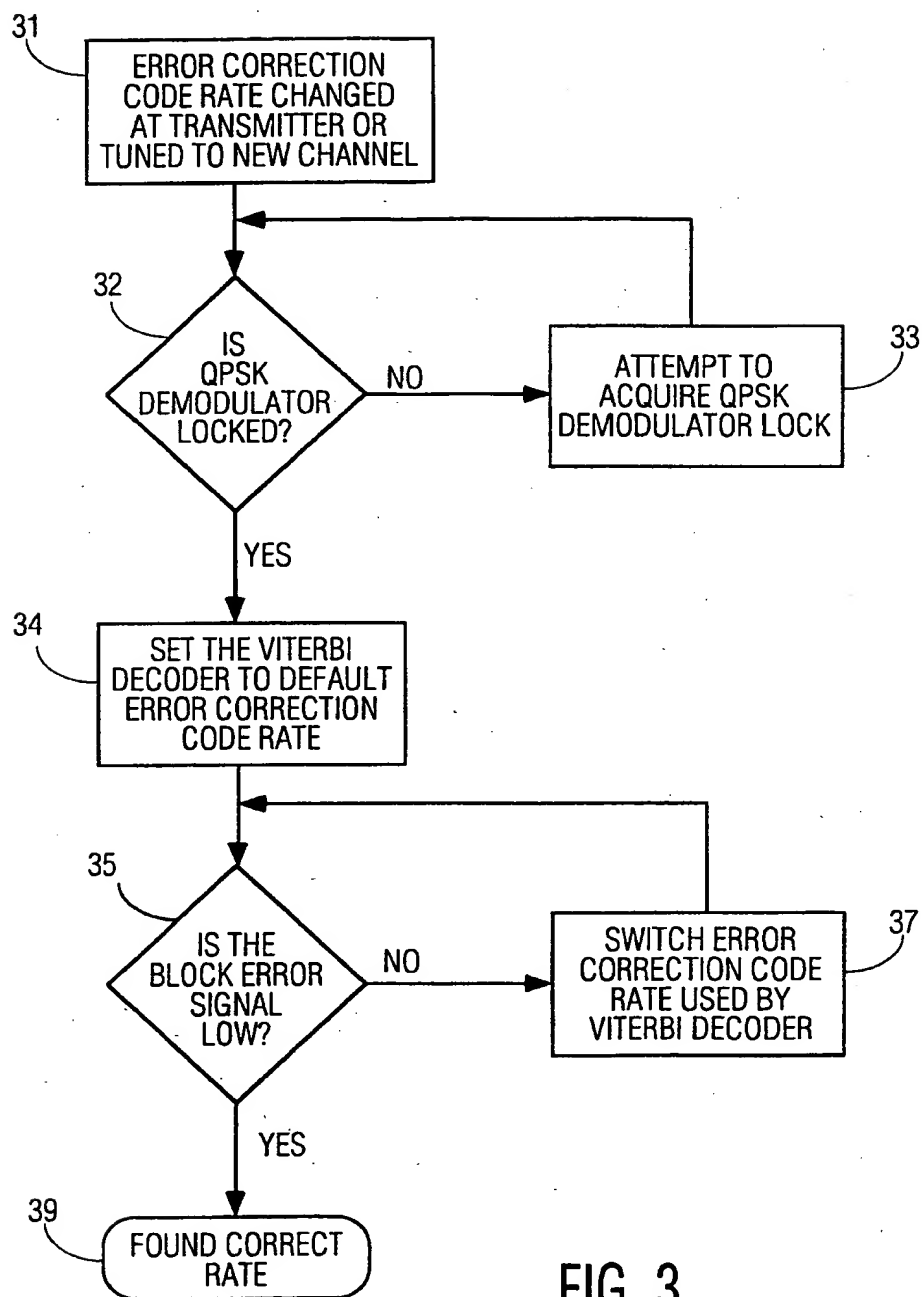 31
ERROR CORRECTION
CODE RATE CHANGED
AT TRANSMITTER OR
TUNED TO NEW CHANNEL
32
IS
QPSK
DEMODULATOR
LOCKED?
NO
33
ATTEMPT TO
ACQUIRE QPSK
DEMODULATOR LOCK
YES
34
SET THE VITERBI
DECODER TO DEFAULT
ERROR CORRECTION
CODE RATE
35
IS THE
BLOCK ERROR
SIGNAL
LOW?
NO
37
SWITCH ERROR
CORRECTION CODE
RATE USED BY
VITERBI DECODER
YES
39
FOUND CORRECT
RATE
FIG. 3